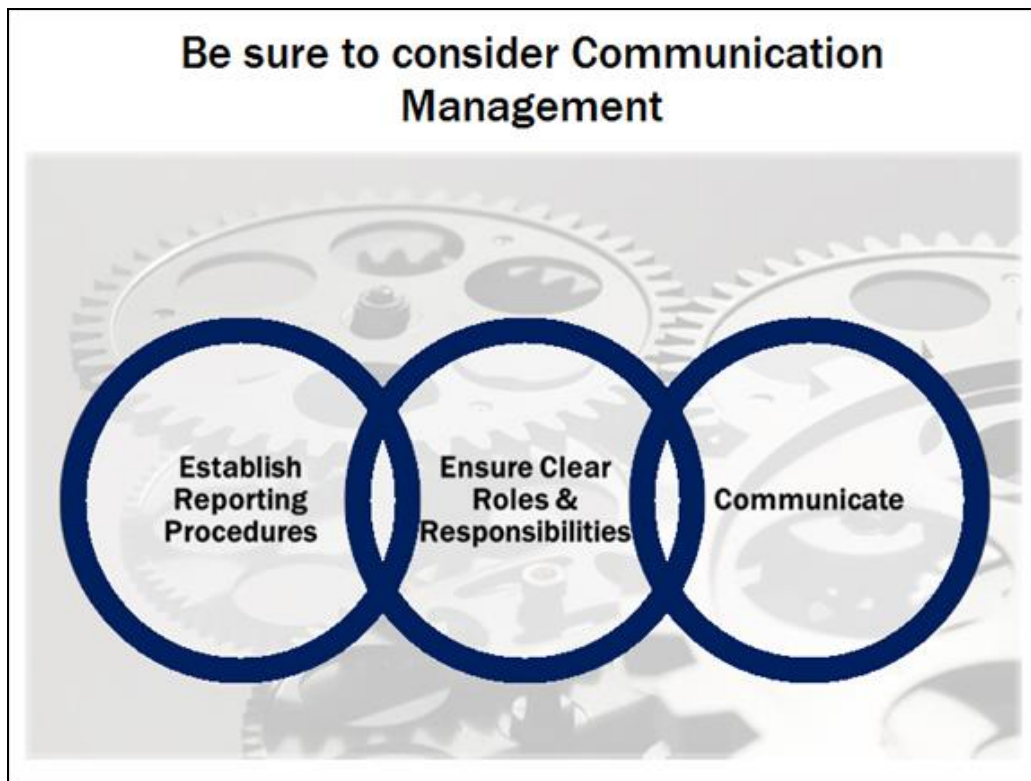 Be sure to consider Communication
Management
Establish
Reporting
Procedures
Ensure Clear
Roles &
Responsibilities
Communicate